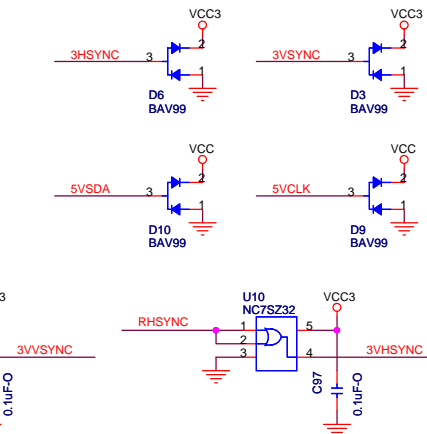 VCC3
VCC3
3HSYNC 3 2 1
3VSYNC 3 2 1
D6
BAV99
D3
BAV99
VCC
VCC
5VSDA 3 2 1
5VCLK 3 2 1
D10
BAV99
D9
BAV99
3
U10
NC7SZ32
VCC3
RHSYNC 1 5
2
3VVSYNC 3 4 3VHSYNC
0.1uF-O
C97
0.1uF-O